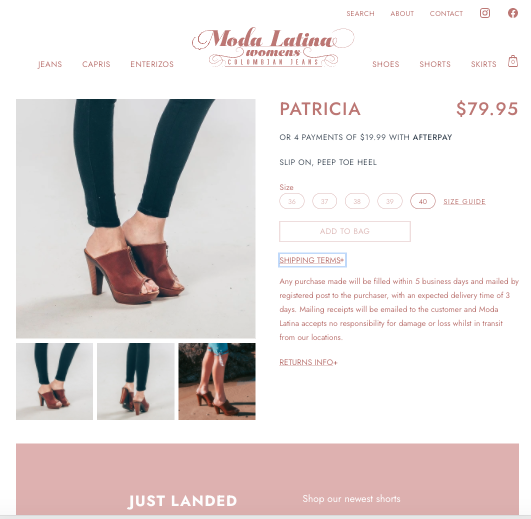 SEARCH ABOUT CONTACT
JEANS CAPRIS ENTERIZOS
Moda Latina
womens
COLOMBIAN JEANS
SHOES SHORTS SKIRTS
0
PATRICIA $79.95
OR 4 PAYMENTS OF $19.99 WITH AFTERPAY
SLIP ON, PEEP TOE HEEL
Size
36 37 38 39 40 SIZE GUIDE
ADD TO BAG
SHIPPING TERMS+
Any purchase made will be filled within 5 business days and mailed by
registered post to the purchaser, with an expected delivery time of 3
days. Mailing receipts will be emailed to the customer and Moda
Latina accepts no responsibility for damage or loss whilst in transit
from our locations.
RETURNS INFO+
JUST LANDED
Shop our newest shorts